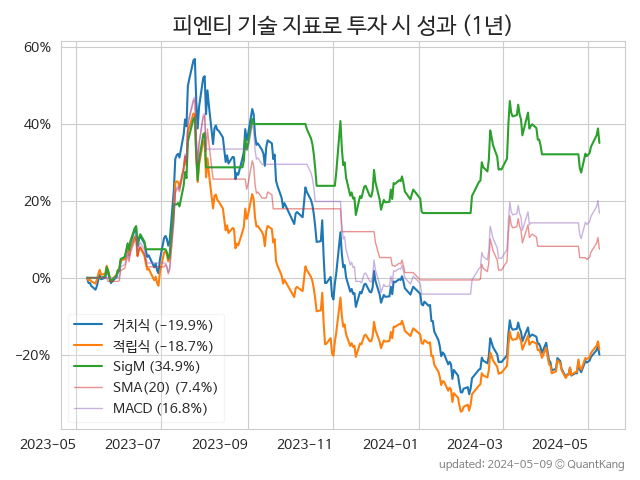 피엔티 기술 지표로 투자 시 성과 (1년)
60%
40%
20%
0%
−20%
거치식 (−19.9%)
적립식 (−18.7%)
SigM (34.9%)
SMA(20) (7.4%)
MACD (16.8%)
2023-05 2023-07 2023-09 2023-11 2024-01 2024-03 2024-05
updated: 2024-05-09 © QuantKang